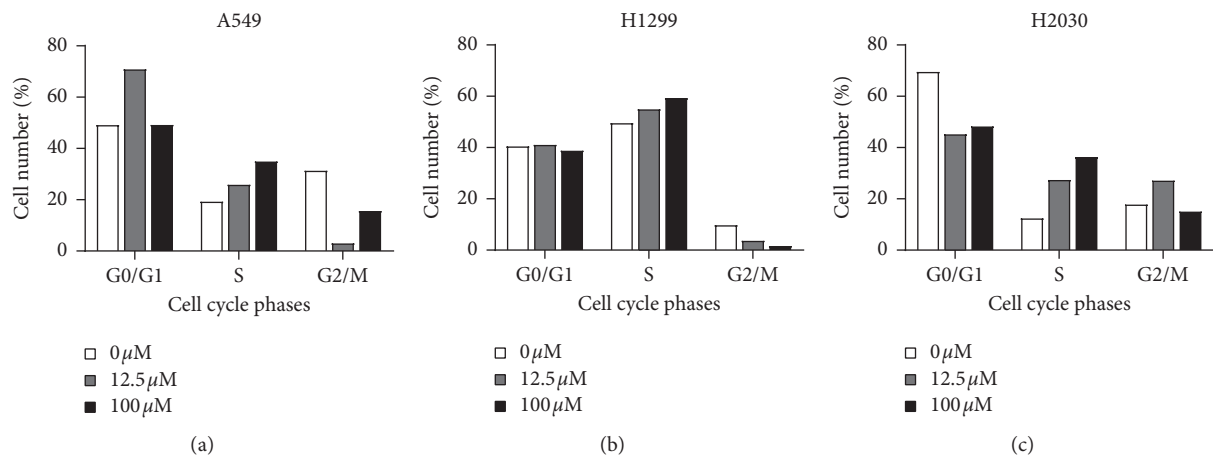 A549
80
60
40
20
0
Cell number (%)
G0/G1 S G2/M
Cell cycle phases
0 μM
12.5 μM
100 μM
(a)
H1299
80
60
40
20
0
Cell number (%)
G0/G1 S G2/M
Cell cycle phases
0 μM
12.5 μM
100 μM
(b)
H2030
80
60
40
20
0
Cell number (%)
G0/G1 S G2/M
Cell cycle phases
0 μM
12.5 μM
100 μM
(c)